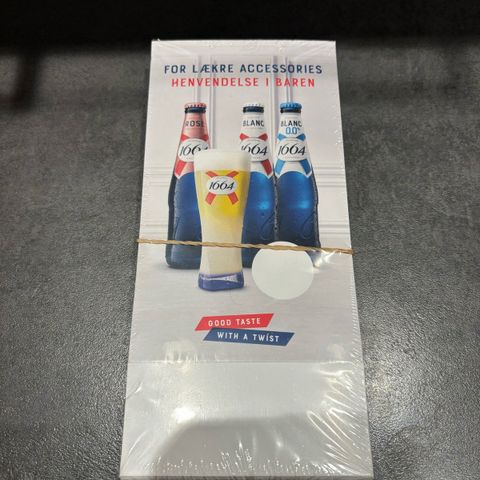 FOR LÆKRE ACCESSORIES
HENVENDELSE I BAREN
ROSÉ
BLANC
BLANC
0.0%
1664
1664
1664
1664
GOOD TASTE
WITH A TWIST